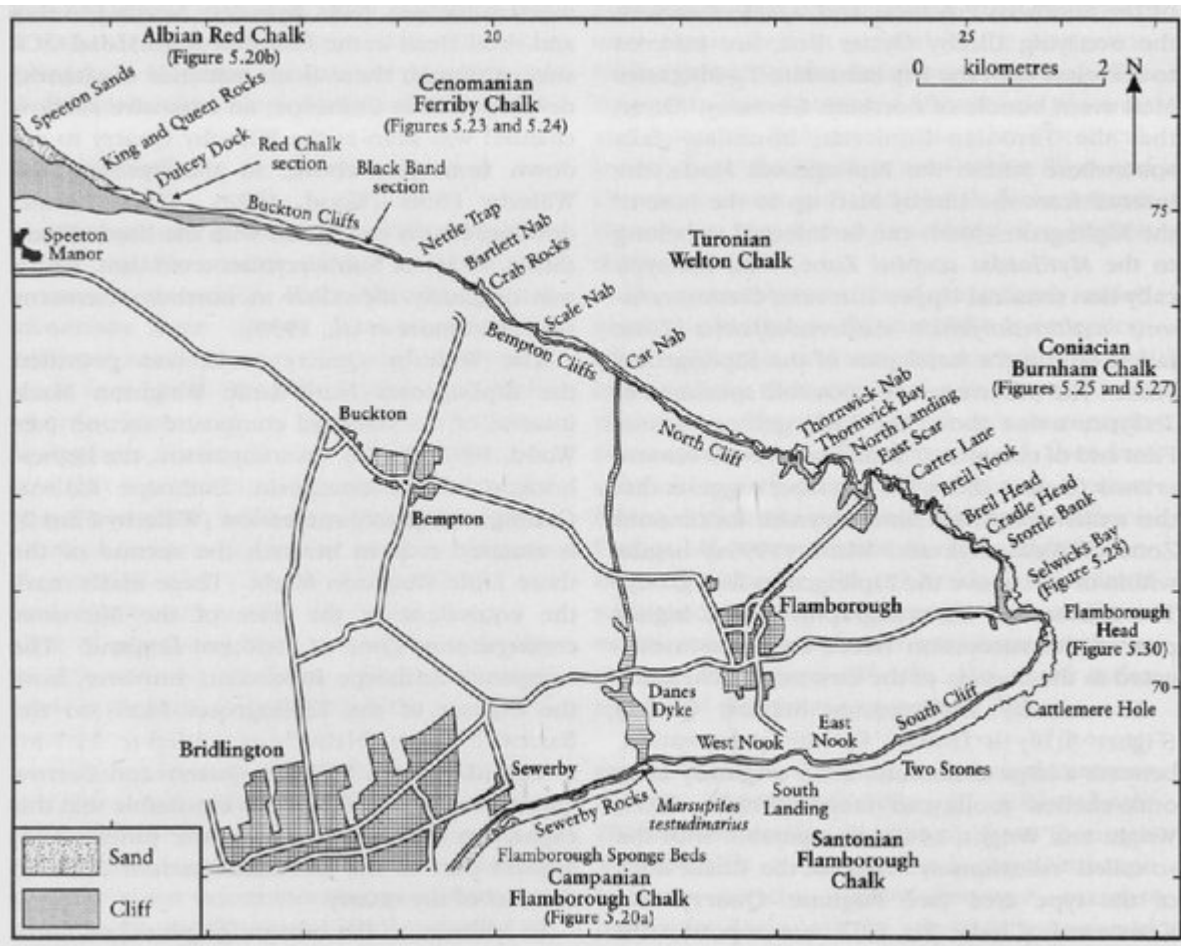 Albian Red Chalk
(Figure 5.20b)
20
25
0 kilometres 2
N
Cenomanian
Ferriby Chalk
(Figures 5.23 and 5.24)
Speeton Sands
King and Queen Rocks
Dulcey Dock
Red Chalk
section
Black Band
section
Buckton Cliffs
Nettle Trap
Bartlett Nab
Crab Rocks
75
Speeton
Manor
Turonian
Welton Chalk
Scale Nab
Bempton Cliffs
Car Nab
Coniacian
Burnham Chalk
(Figures 5.25 and 5.27)
North Cliff
Thornwick Nab
Thornwick Bay
North Landing
East Scar
Carter Lane
Breil Nook
Breil Head
Cradle Head
Stottle Bank
Selwicks Bay
(Figure 5.28)
Buckton
Bempton
Flamborough
Flamborough
Head
(Figure 5.30)
70
Danes
Dyke
West Nook
East
Nook
South Cliff
Cattlemere Hole
Two Stones
Bridlington
Sewerby
Sewerby Rocks
Marsupites
testudinarius
South
Landing
Santonian
Flamborough
Chalk
Flamborough Sponge Beds
Campanian
Flamborough Chalk
(Figure 5.20a)
Sand
Cliff